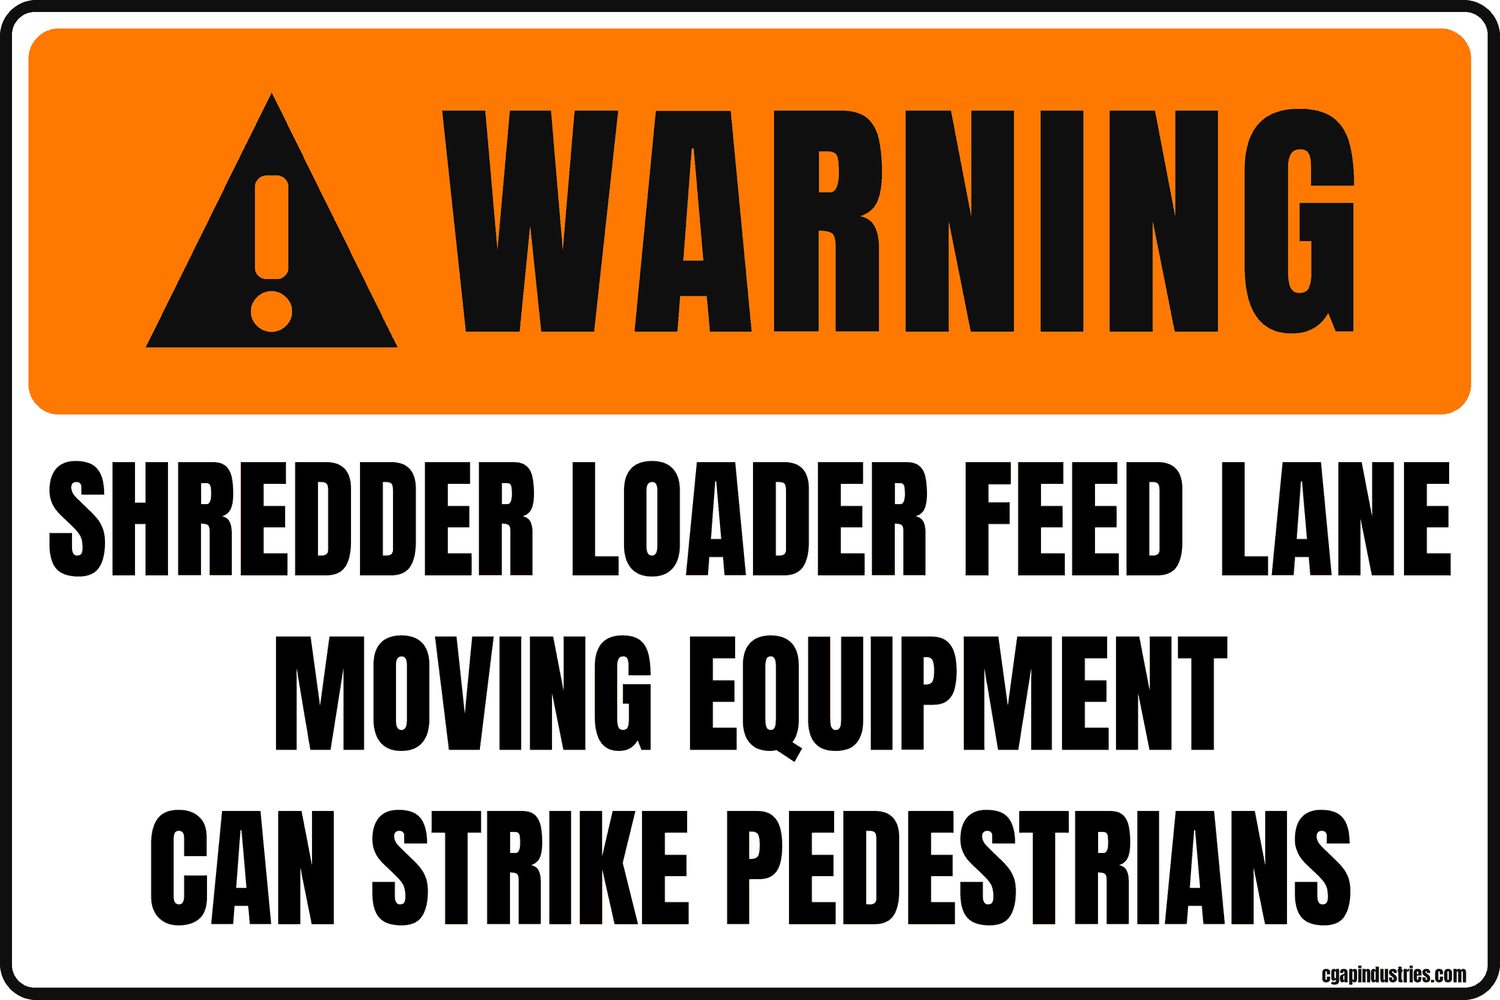 WARNING
SHREDDER LOADER FEED LANE
MOVING EQUIPMENT
CAN STRIKE PEDESTRIANS
cgapindustries.com